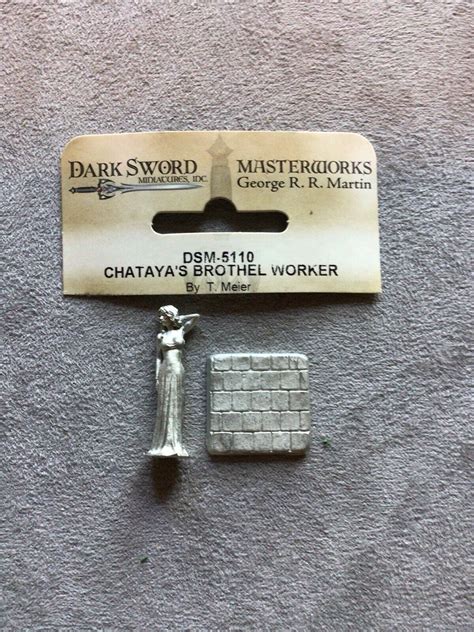 DARK SWORD
MINIATURES, INC.
MASTERWORKS
George R. R. Martin
DSM-5110
CHATAYA'S BROTHEL WORKER
By T. Meier